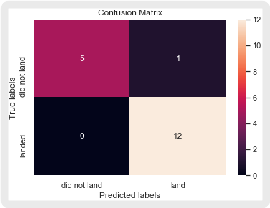 Confusion Matrix
True labels
did not land
landed
5
1
0
12
did not land
land
Predicted labels
12
10
8
6
4
2
0